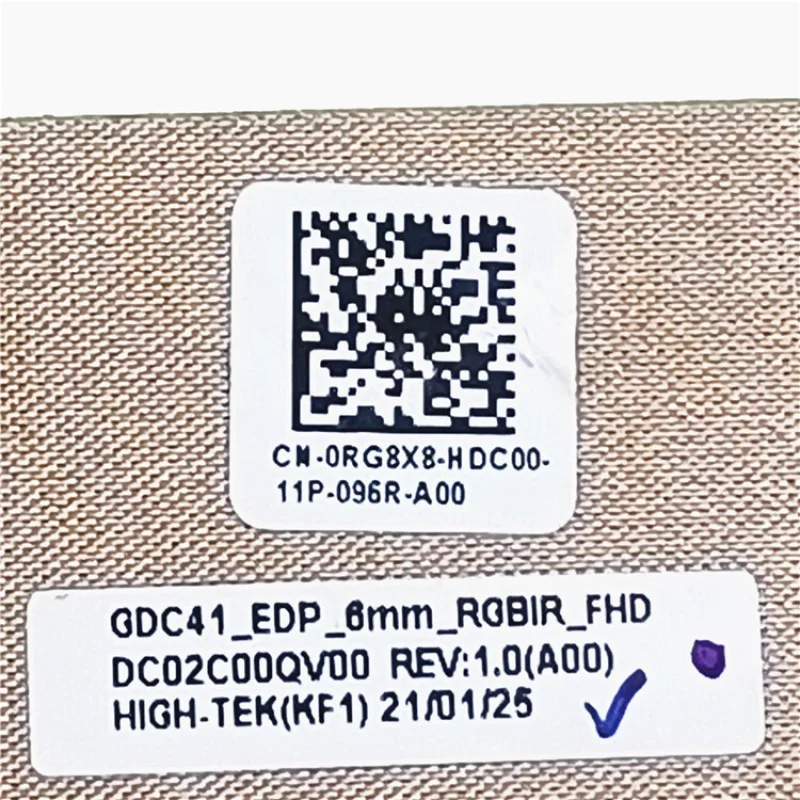 CN-0RG8X8-HDC00-
11P-096R-A00
GDC41_EDP_6mm_RGBIR_FHD
DC02C00QV00 REV:1.0(A00)
HIGH-TEK(KF1) 21/01/25